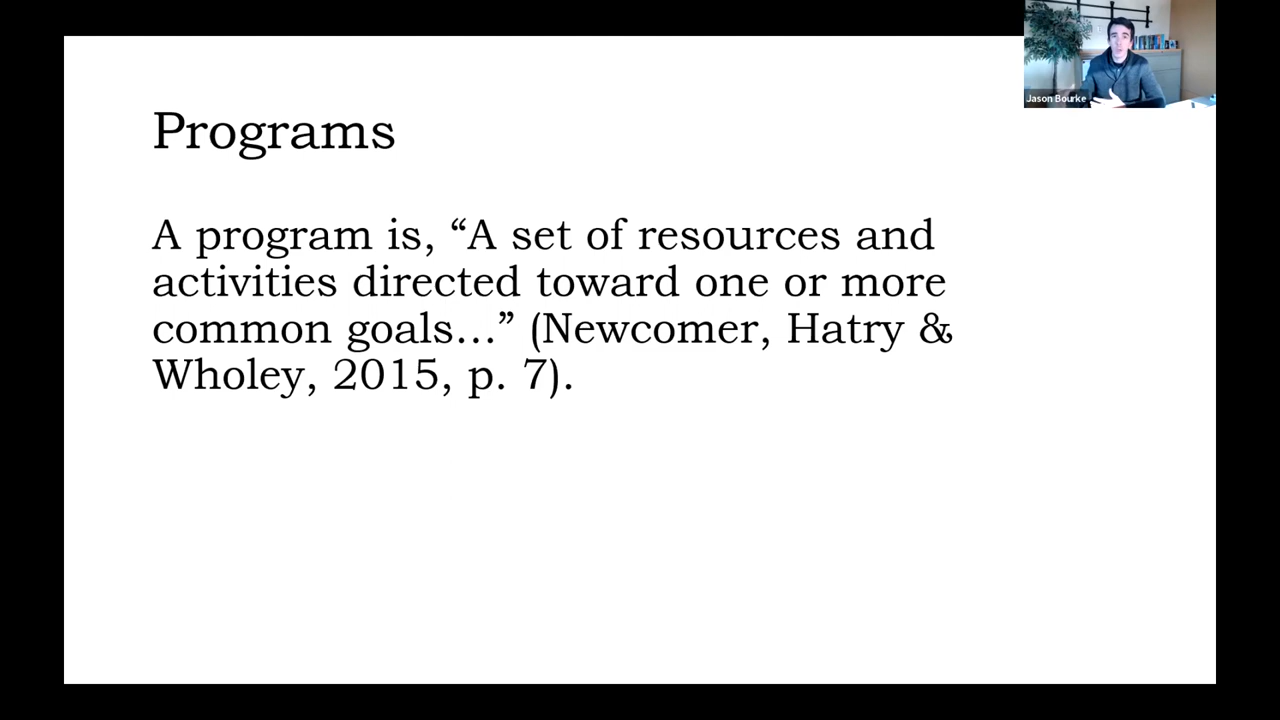 Programs
A program is, “A set of resources and
activities directed toward one or more
common goals…” (Newcomer, Hatry &
Wholey, 2015, p. 7).
Jason Bourke